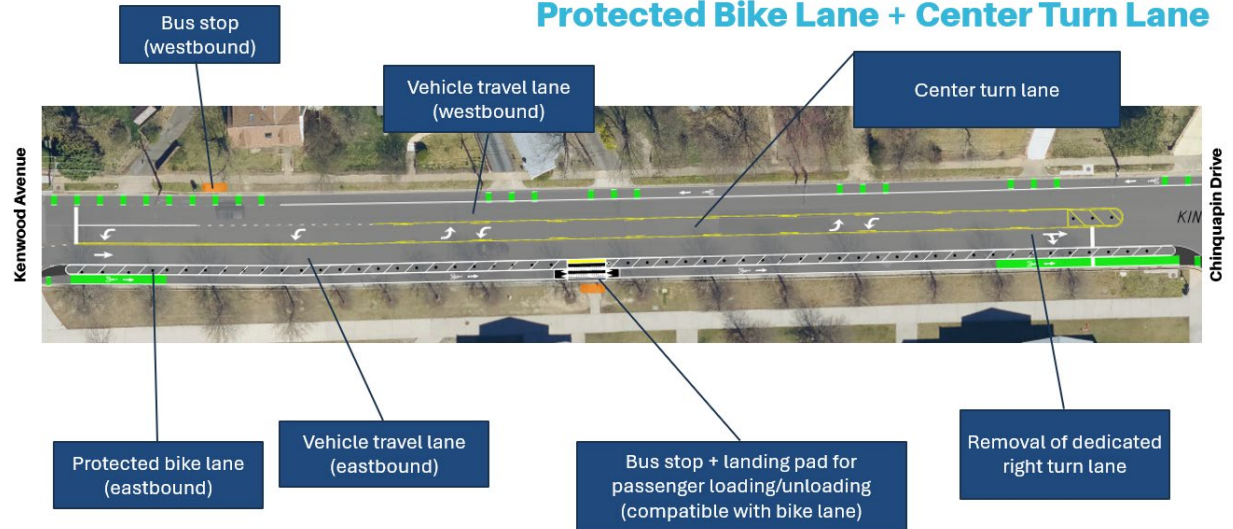 Protected Bike Lane + Center Turn Lane
Bus stop
(westbound)
Vehicle travel lane
(westbound)
Center turn lane
Kenwood Avenue
KIN
Chinquapin Drive
Protected bike lane
(eastbound)
Vehicle travel lane
(eastbound)
Bus stop + landing pad for
passenger loading/unloading
(compatible with bike lane)
Removal of dedicated
right turn lane